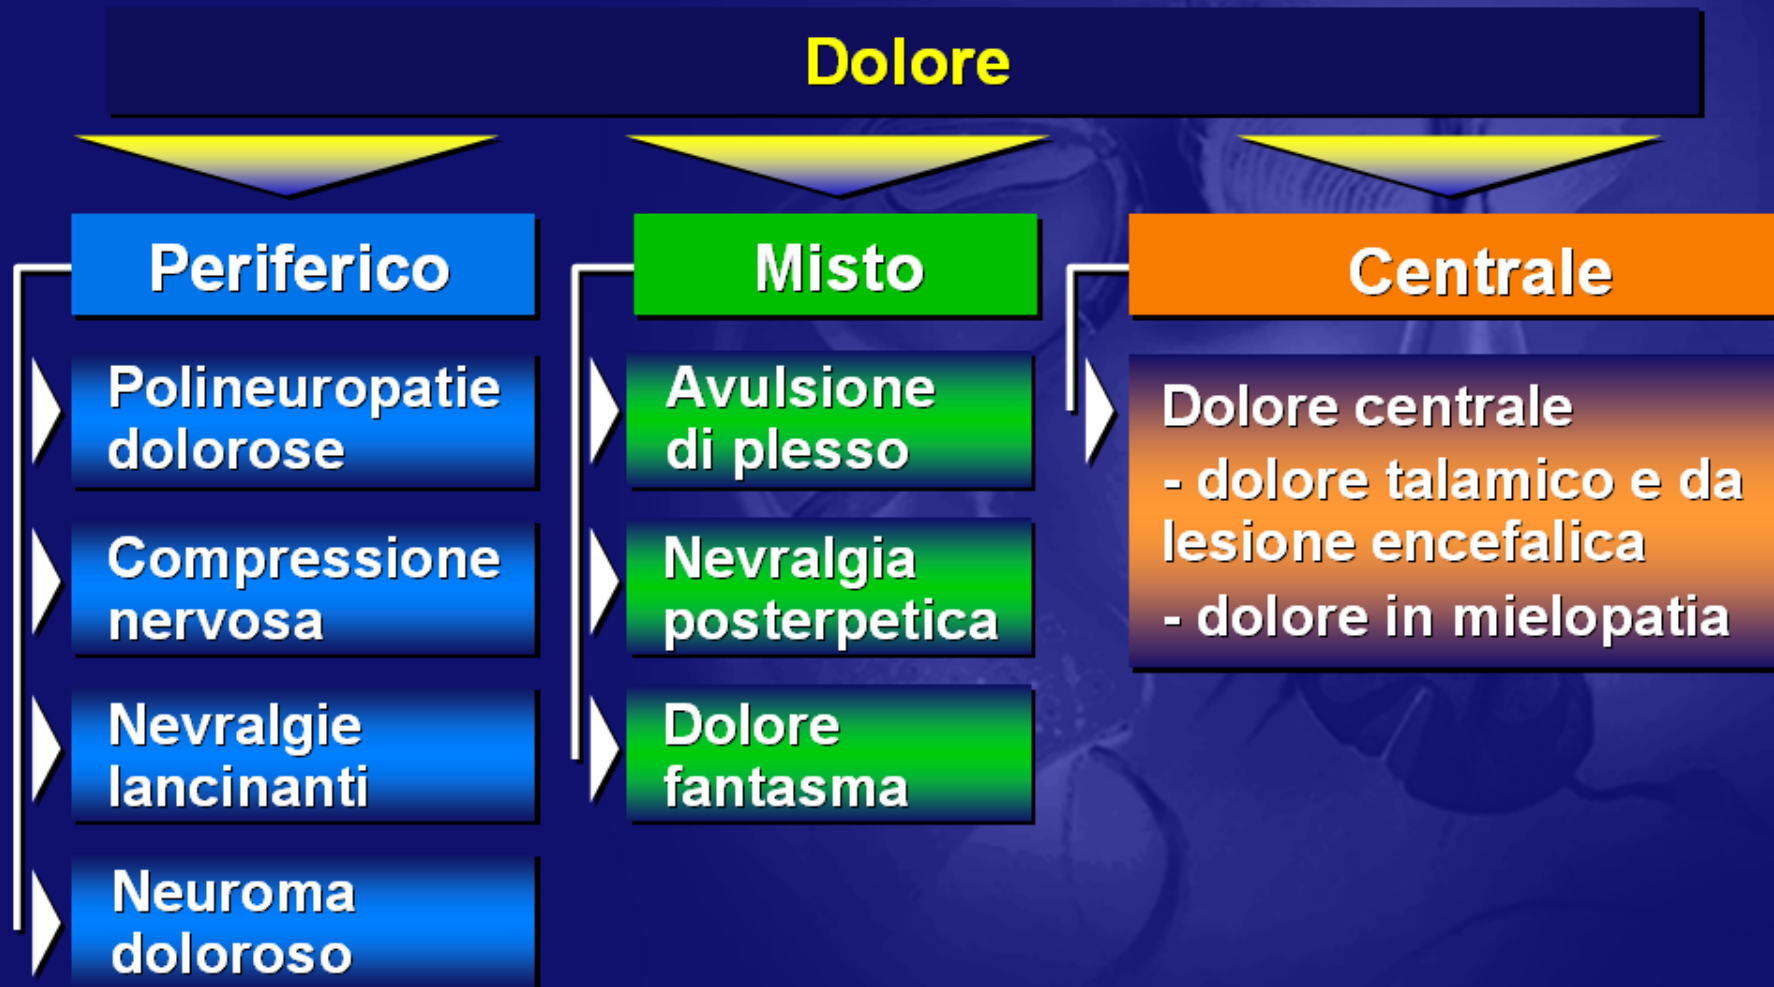 Dolore
Periferico
Polineuropatie
dolorose
Compressione
nervosa
Nevralgie
lancinanti
Neuroma
doloroso
Misto
Avulsione
di plesso
Nevralgia
posterpetica
Dolore
fantasma
Centrale
Dolore centrale
- dolore talamico e da
lesione encefalica
- dolore in mielopatia